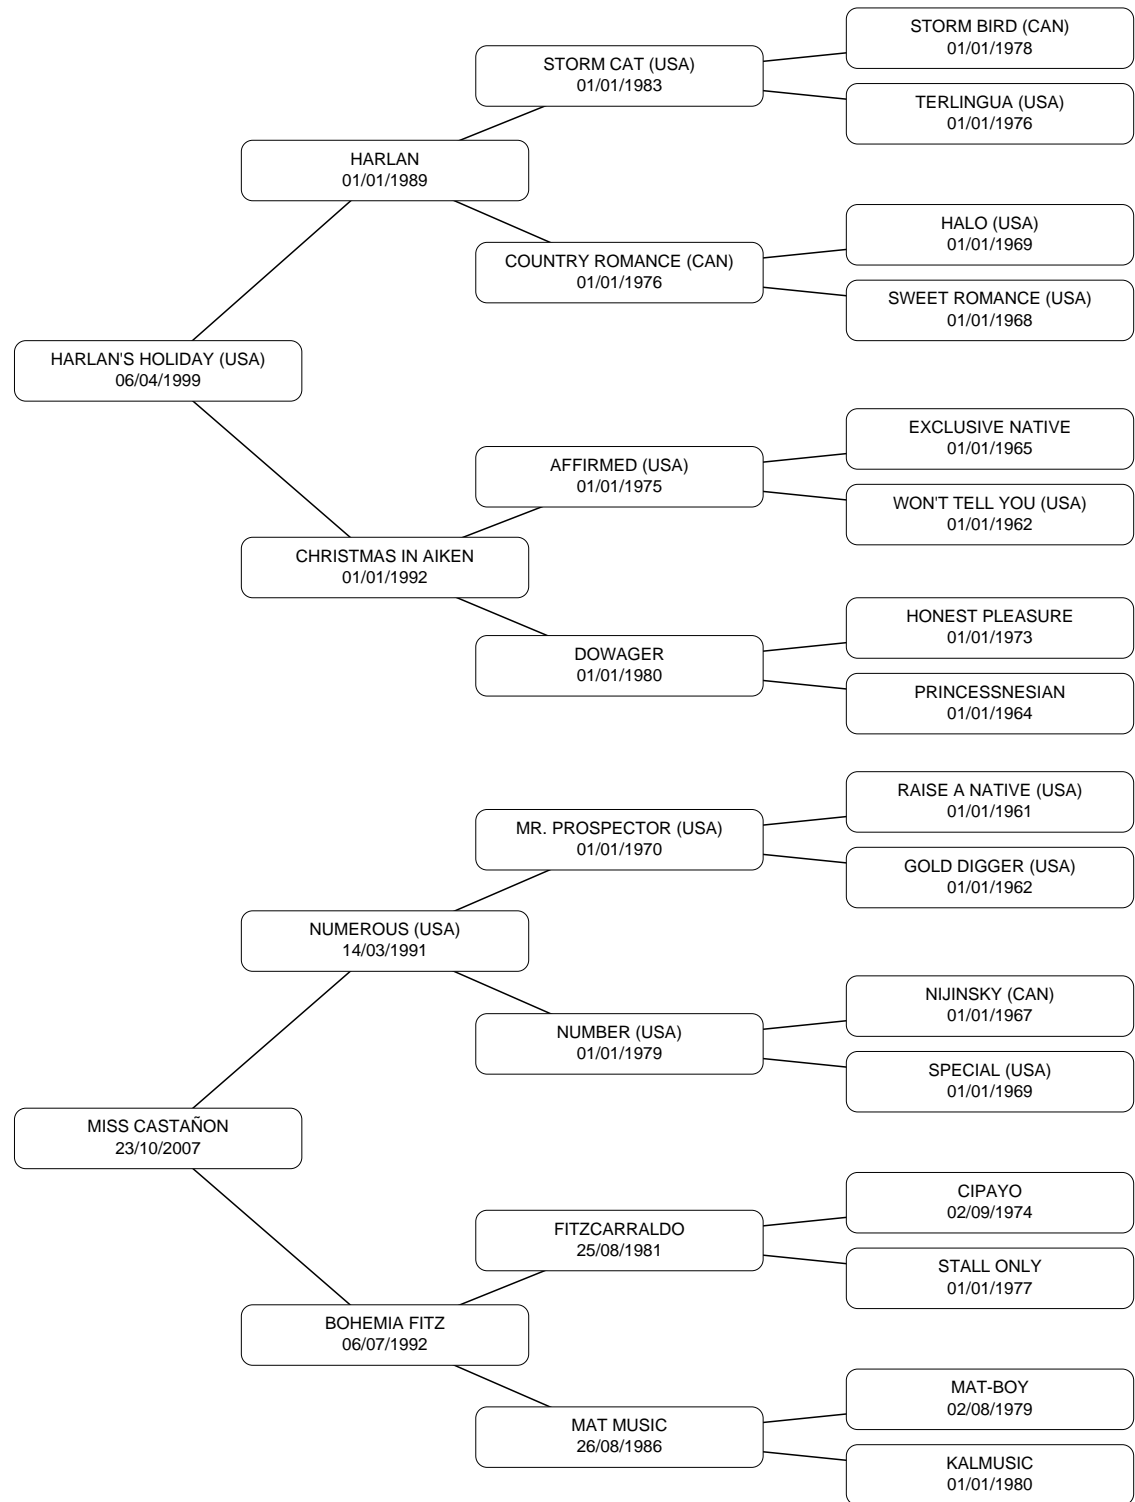 STORM BIRD (CAN)
01/01/1978
STORM CAT (USA)
01/01/1983
TERLINGUA (USA)
01/01/1976
HARLAN
01/01/1989
HALO (USA)
01/01/1969
COUNTRY ROMANCE (CAN)
01/01/1976
SWEET ROMANCE (USA)
01/01/1968
HARLAN'S HOLIDAY (USA)
06/04/1999
EXCLUSIVE NATIVE
01/01/1965
AFFIRMED (USA)
01/01/1975
WON'T TELL YOU (USA)
01/01/1962
CHRISTMAS IN AIKEN
01/01/1992
HONEST PLEASURE
01/01/1973
DOWAGER
01/01/1980
PRINCESSNESIAN
01/01/1964
RAISE A NATIVE (USA)
01/01/1961
MR. PROSPECTOR (USA)
01/01/1970
GOLD DIGGER (USA)
01/01/1962
NUMEROUS (USA)
14/03/1991
NIJINSKY (CAN)
01/01/1967
NUMBER (USA)
01/01/1979
SPECIAL (USA)
01/01/1969
MISS CASTAÑON
23/10/2007
CIPAYO
02/09/1974
FITZCARRALDO
25/08/1981
STALL ONLY
01/01/1977
BOHEMIA FITZ
06/07/1992
MAT-BOY
02/08/1979
MAT MUSIC
26/08/1986
KALMUSIC
01/01/1980